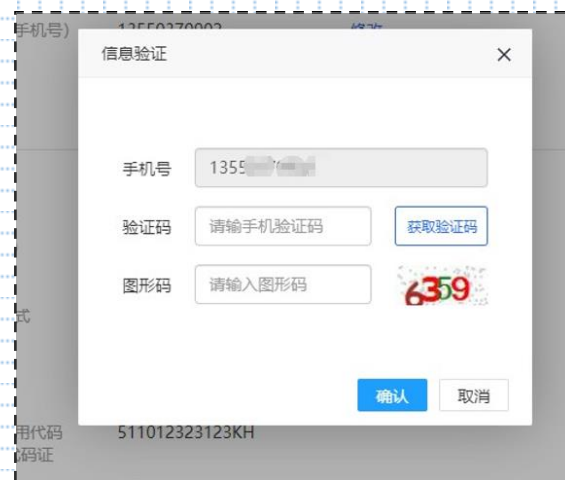 手机号)
信息验证
手机号 1355
验证码 请输手机验证码 获取验证码
图形码 请输入图形码 6359
式
确认 取消
用代码 511012323123KH
码证